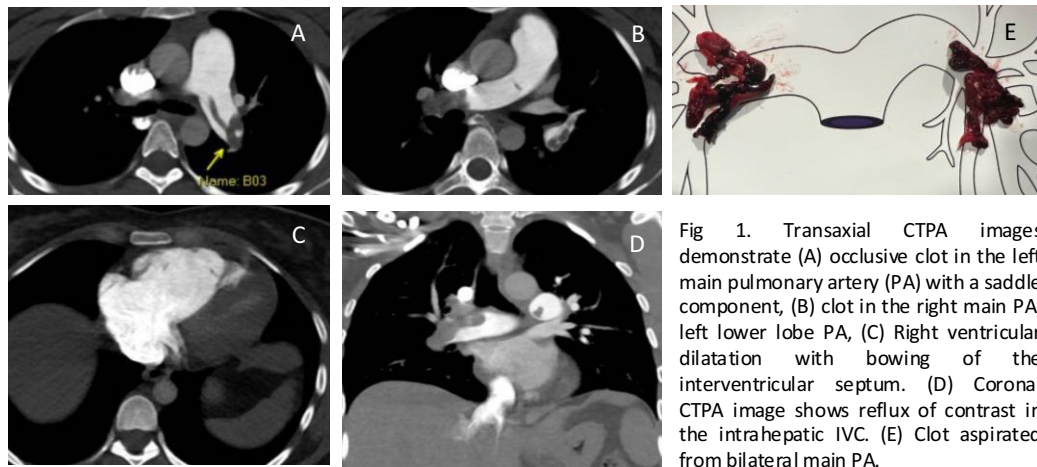 A
Name: B03
B
E
C
D
Fig 1. Transaxial CTPA images
demonstrate (A) occlusive clot in the left
main pulmonary artery (PA) with a saddle
component, (B) clot in the right main PA
left lower lobe PA, (C) Right ventricular
dilatation with bowing of the
interventricular septum. (D) Corona
CTPA image shows reflux of contrast in
the intrahepatic IVC. (E) Clot aspirated
from bilateral main PA.